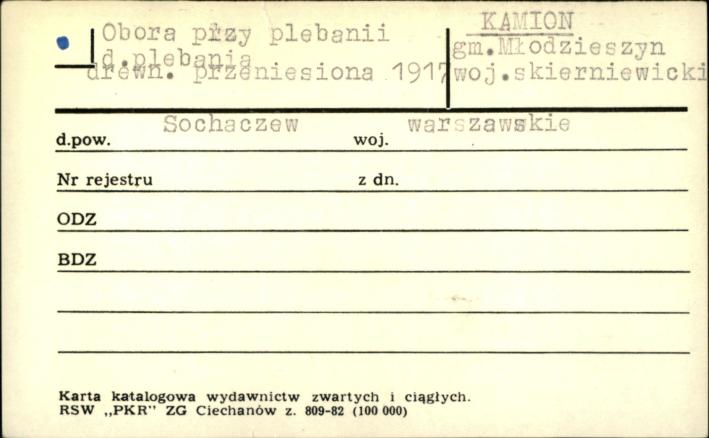 Obora przy plebanii
d.plebania
drewn. przeniesiona 1917
KAMION
gm.Młodzieszyn
woj.skierniewicki
d.pow. Sochaczew woj. warszawskie
Nr rejestru z dn.
ODZ
BDZ
Karta katalogowa wydawnictw zwartych i ciągłych.
RSW „PKR" ZG Ciechanów z. 809-82 (100 000)